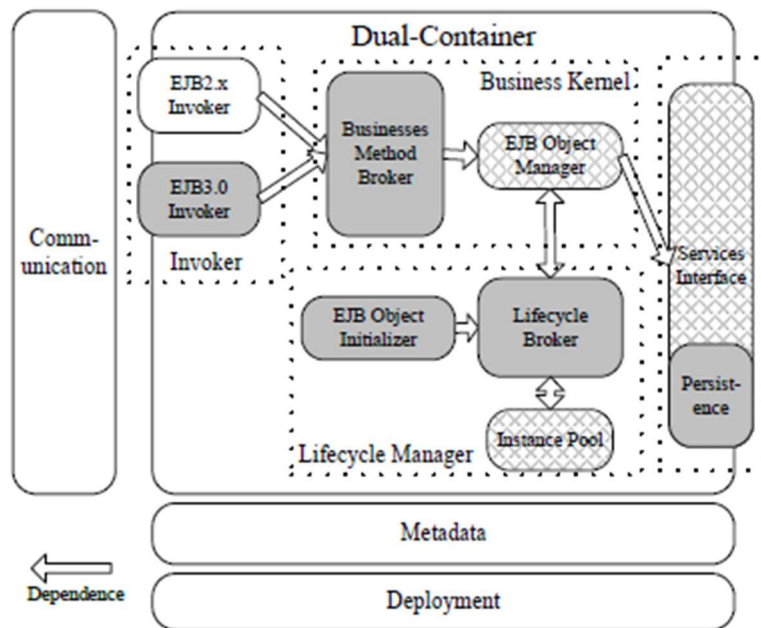 Dual-Container
EJB2.x
Invoker
EJB3.0
Invoker
Invoker
Comm-
unication
Business Kernel
Businesses
Method
Broker
EJB Object
Manager
Services
Interface
Persist-
ence
EJB Object
Initializer
Lifecycle
Broker
Instance Pool
Lifecycle Manager
Metadata
Deployment
Dependence